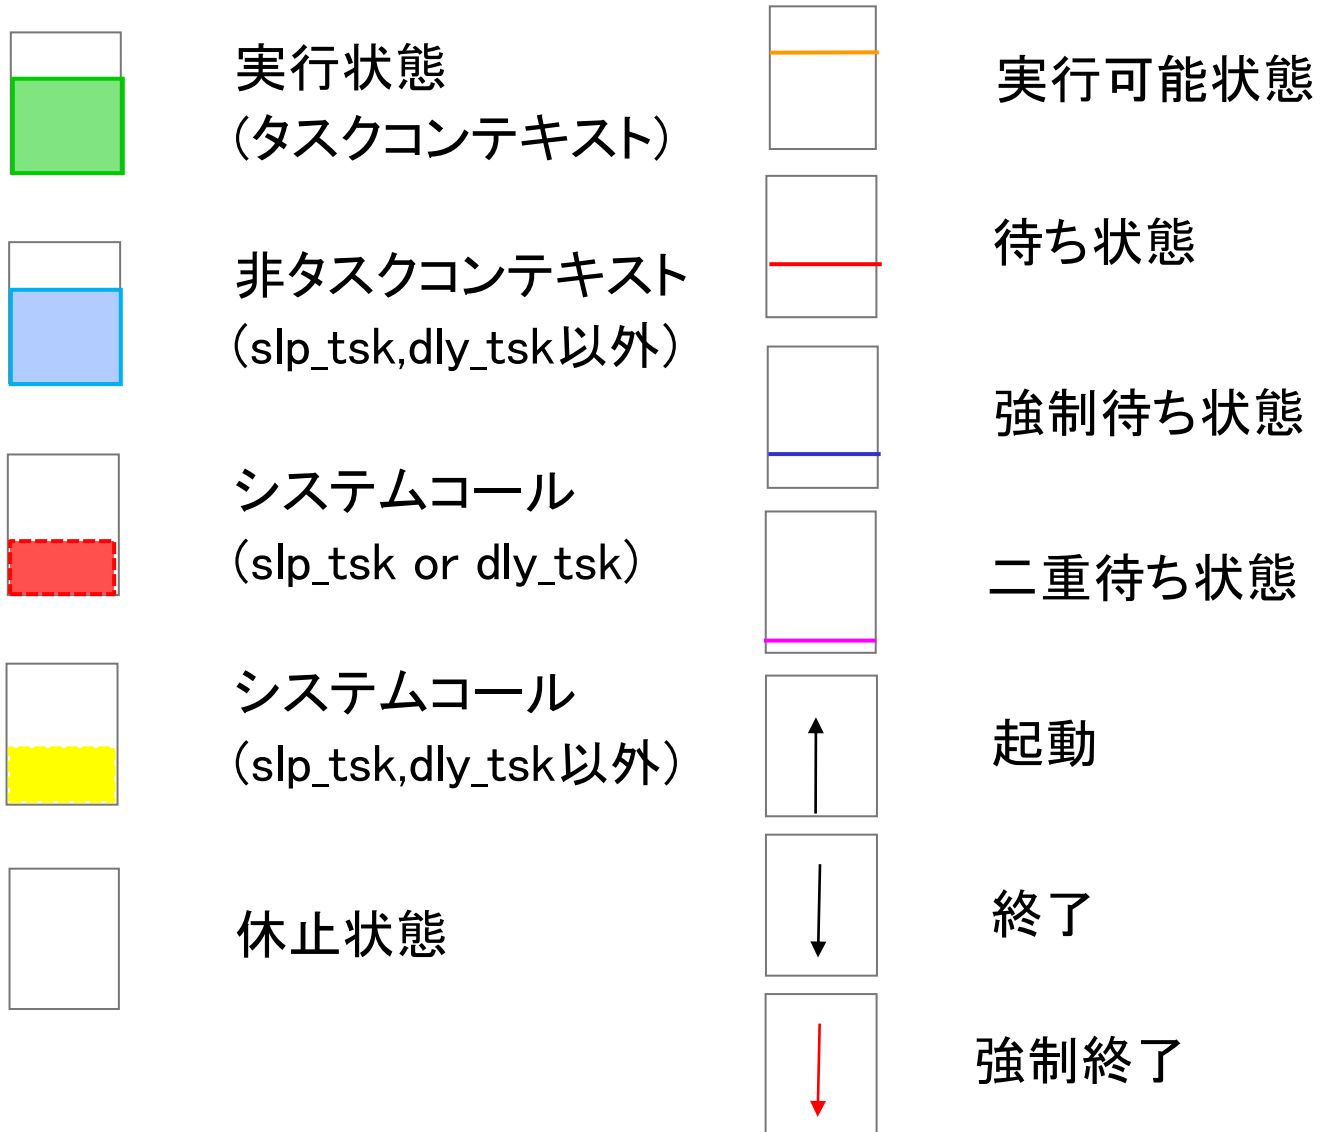 実行状態
(タスクコンテキスト)
非タスクコンテキスト
(slp_tsk,dly_tsk以外)
システムコール
(slp_tsk or dly_tsk)
システムコール
(slp_tsk,dly_tsk以外)
休止状態
実行可能状態
待ち状態
強制待ち状態
二重待ち状態
起動
終了
強制終了